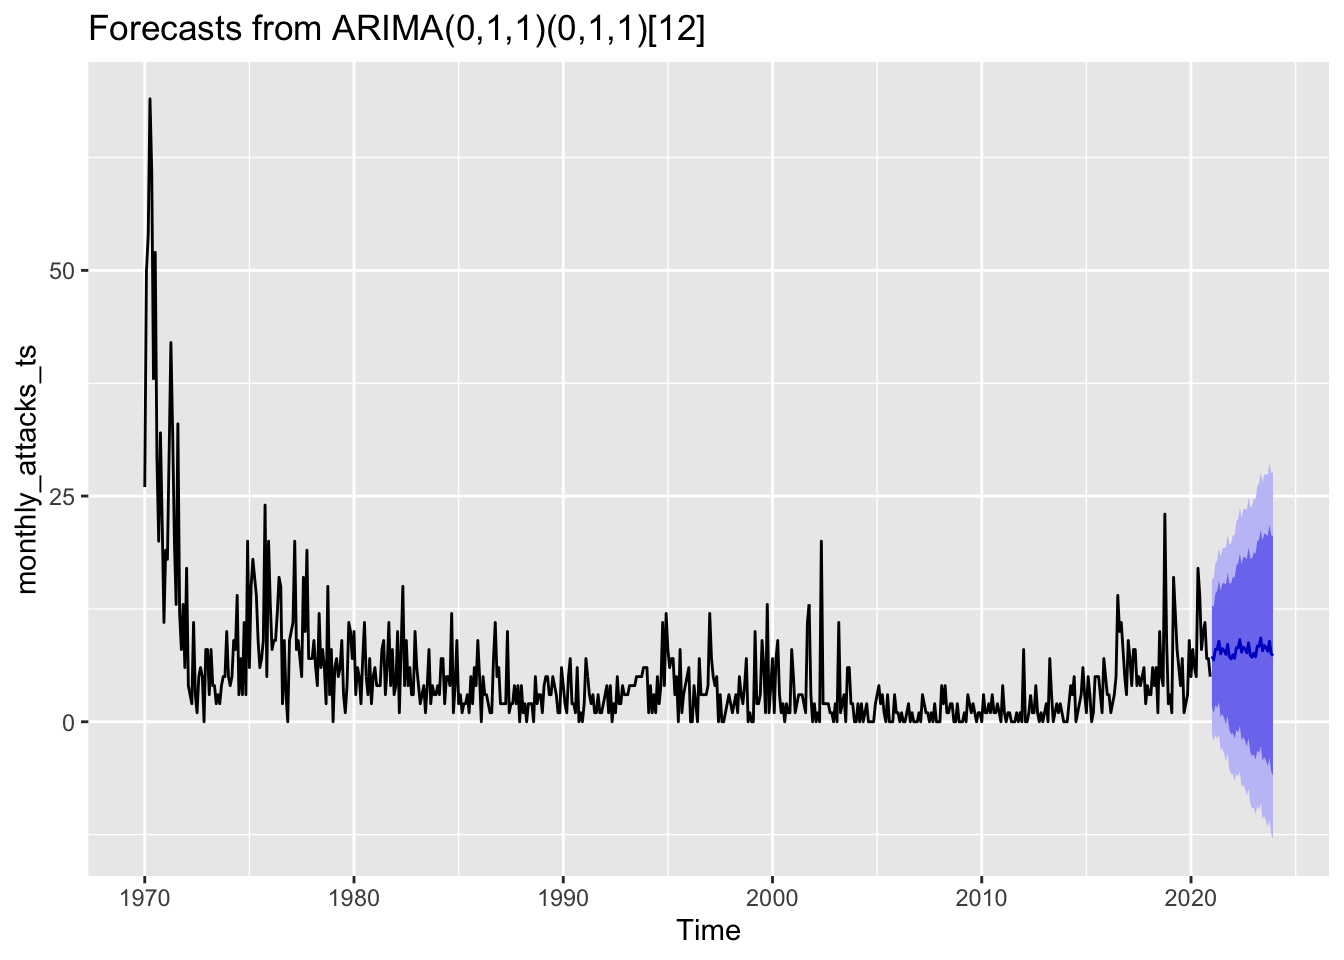 Forecasts from ARIMA(0,1,1)(0,1,1)[12]
monthly_attacks_ts
50
25
0
1970 1980 1990 2000 2010 2020
Time